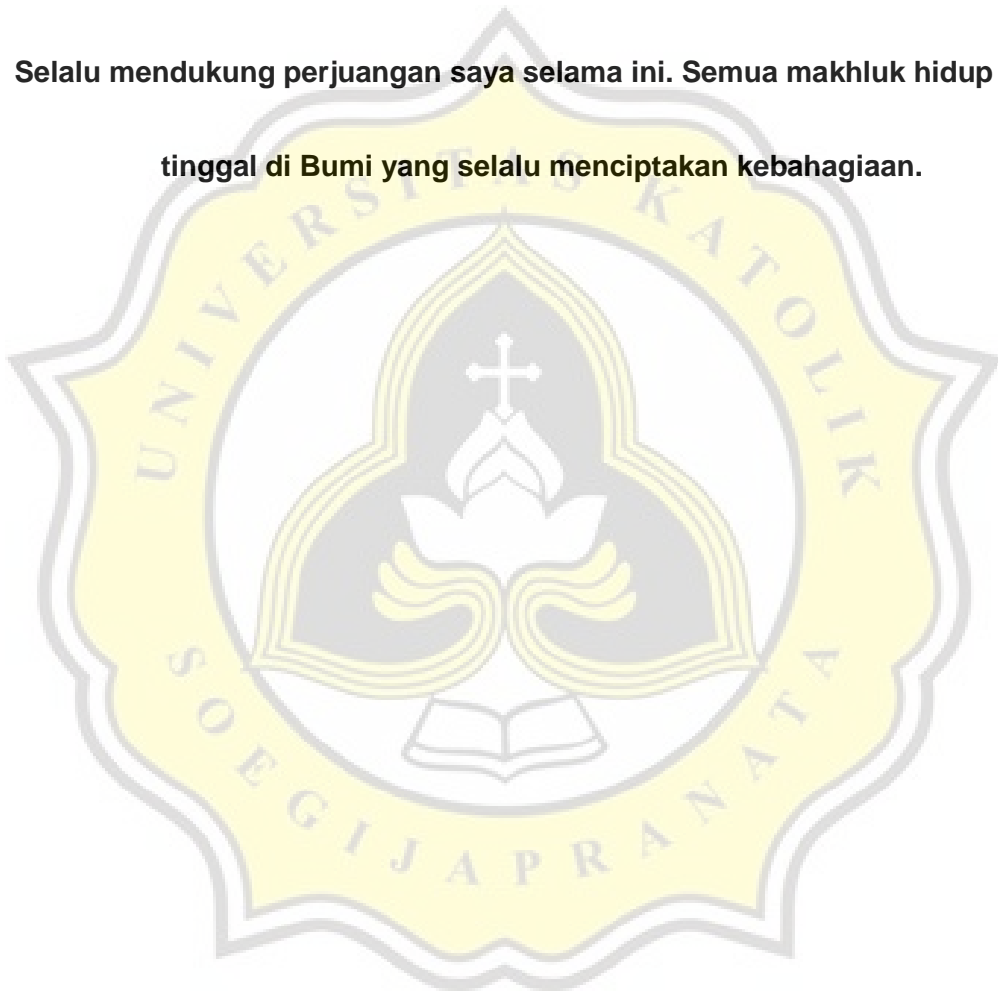 Selalu mendukung perjuangan saya selama ini. Semua makhluk hidup
tinggal di Bumi yang selalu menciptakan kebahagiaan.
UNIVERSITAS KATOLIK
SOEGIJAPRANATA